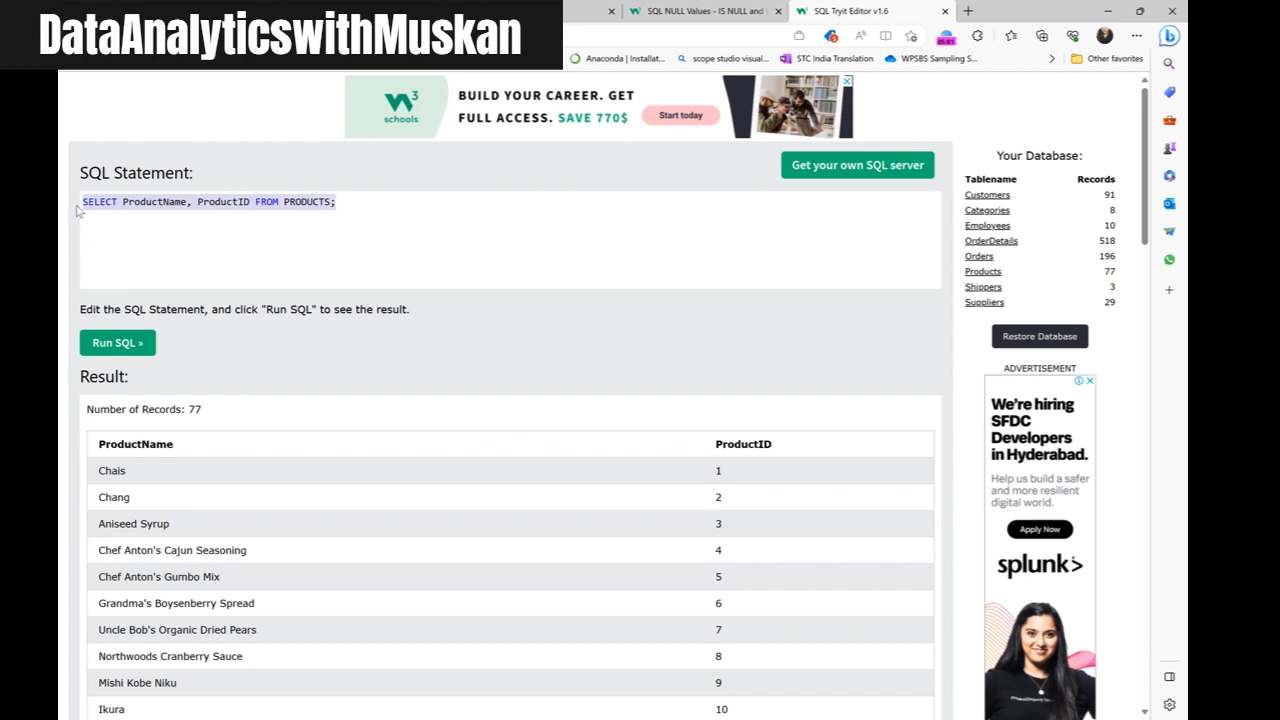 DataAnalyticswithMuskan
SQL NULL Values - IS NULL and
SQL Tryit Editor v1.6
Anaconda | Installat...
scope studio visual...
STC India Translation
WPSBS Sampling S...
Other favorites
W3 schools
BUILD YOUR CAREER. GET
FULL ACCESS. SAVE 770$
Start today
SQL Statement:
Get your own SQL server
SELECT ProductName, ProductID FROM PRODUCTS;
Edit the SQL Statement, and click "Run SQL" to see the result.
Run SQL »
Result:
Number of Records: 77
ProductName ProductID
Chais 1
Chang 2
Aniseed Syrup 3
Chef Anton's Cajun Seasoning 4
Chef Anton's Gumbo Mix 5
Grandma's Boysenberry Spread 6
Uncle Bob's Organic Dried Pears 7
Northwoods Cranberry Sauce 8
Mishi Kobe Niku 9
Ikura 10
Your Database:
Tablename Records
Customers 91
Categories 8
Employees 10
OrderDetails 518
Orders 196
Products 77
Shippers 3
Suppliers 29
Restore Database
ADVERTISEMENT
We're hiring
SFDC
Developers
in Hyderabad.
Help us build a safer
and more resilient
digital world.
Apply Now
splunk>